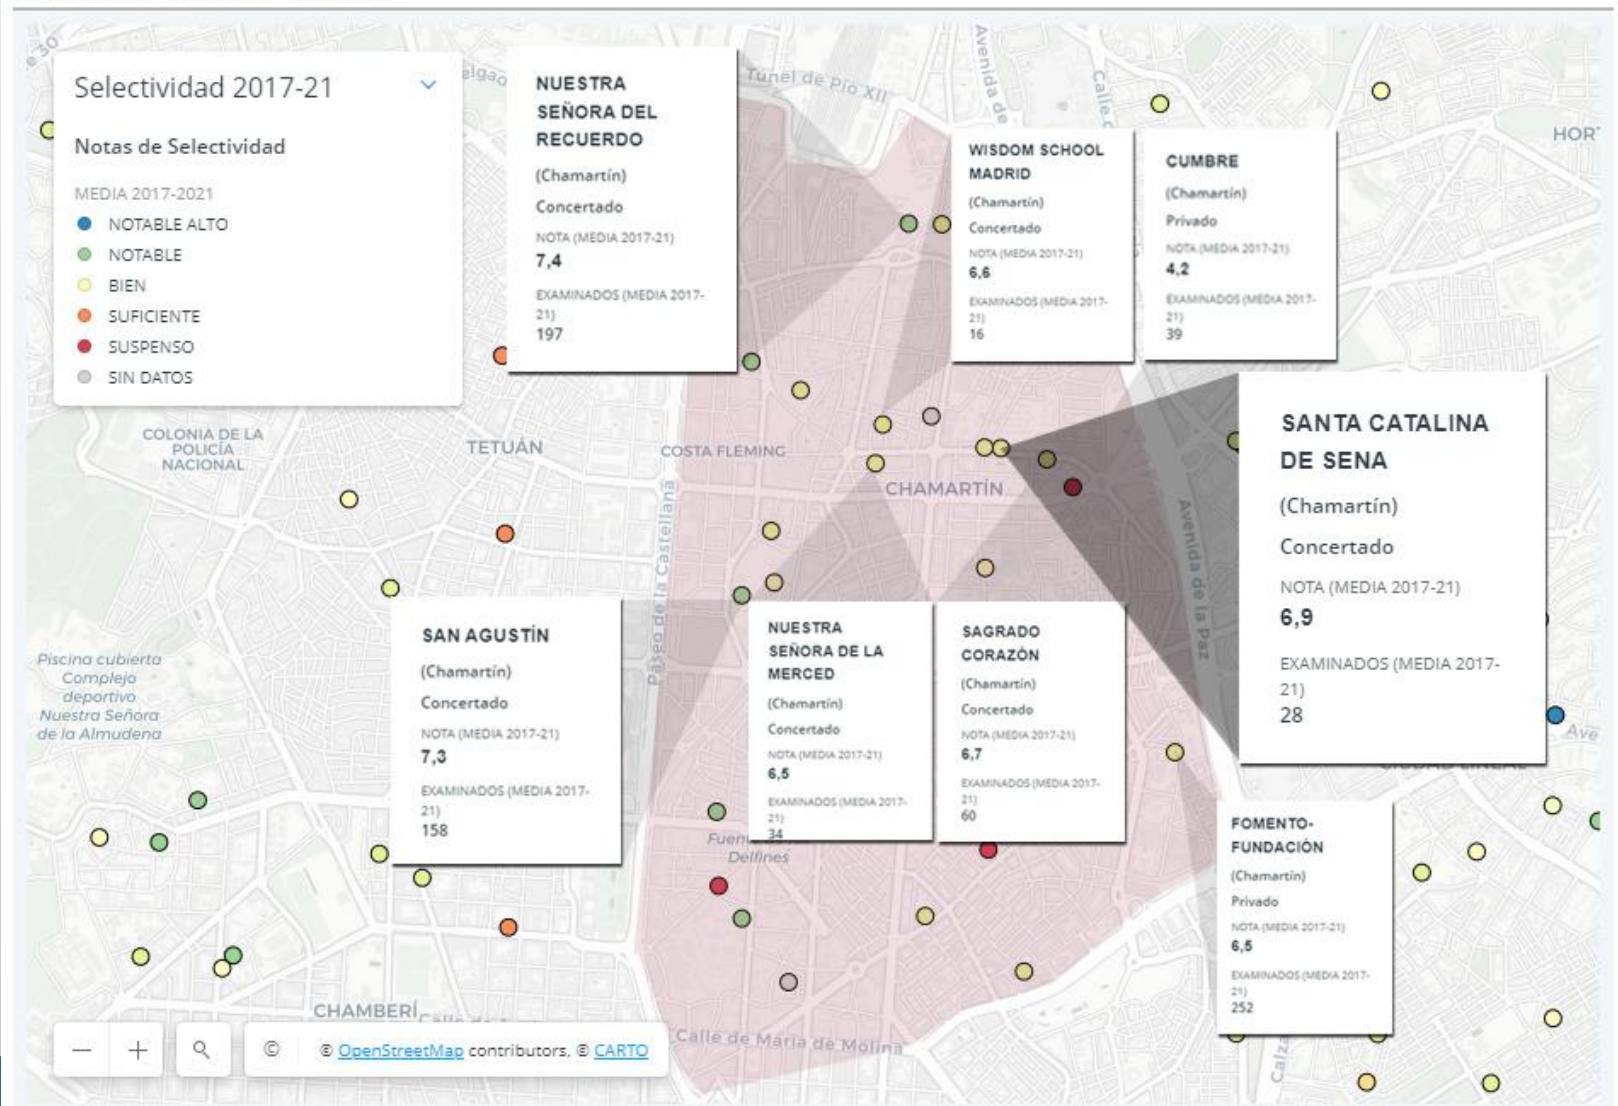 Selectividad 2017-21
Notas de Selectividad
MEDIA 2017-2021
NOTABLE ALTO
NOTABLE
BIEN
SUFICIENTE
SUSPENSO
SIN DATOS
NUESTRA
SEÑORA DEL
RECUERDO
(Chamartín)
Concertado
NOTA (MEDIA 2017-21)
7,4
EXAMINADOS (MEDIA 2017-
21)
197
Tunel de Pío XII
Avenida de
WISDOM SCHOOL
MADRID
(Chamartín)
Concertado
NOTA (MEDIA 2017-21)
6,6
EXAMINADOS (MEDIA 2017-
21)
16
CUMBRE
(Chamartín)
Privado
NOTA (MEDIA 2017-21)
4,2
EXAMINADOS (MEDIA 2017-
21)
39
COLONIA DE LA
POLICÍA
NACIONAL
TETUÁN
COSTA FLEMING
CHAMARTÍN
Paseo de la Castellana
Avenida de la Paz
SANTA CATALINA
DE SENA
(Chamartín)
Concertado
NOTA (MEDIA 2017-21)
6,9
EXAMINADOS (MEDIA 2017-
21)
28
Piscina cubierta
Complejo
deportivo
Nuestra Señora
de la Almudena
SAN AGUSTÍN
(Chamartín)
Concertado
NOTA (MEDIA 2017-21)
7,3
EXAMINADOS (MEDIA 2017-
21)
158
NUESTRA
SEÑORA DE LA
MERCED
(Chamartín)
Concertado
NOTA (MEDIA 2017-21)
6,5
EXAMINADOS (MEDIA 2017-
21)
34
SAGRADO
CORAZÓN
(Chamartín)
Concertado
NOTA (MEDIA 2017-21)
6,7
EXAMINADOS (MEDIA 2017-
21)
60
Delfines
FOMENTO-
FUNDACIÓN
(Chamartín)
Privado
NOTA (MEDIA 2017-21)
6,5
EXAMINADOS (MEDIA 2017-
21)
252
CHAMBERÍ
Calle de María de Molina
© © OpenStreetMap contributors, © CARTO